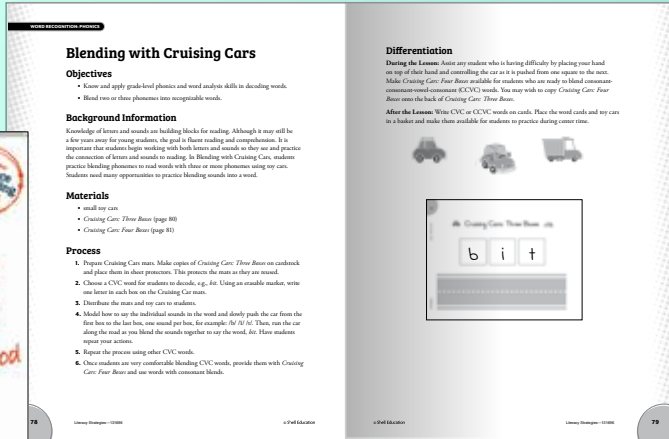 WORD RECOGNITION: PHONICS
Blending with Cruising Cars
Objectives
• Know and apply grade-level phonics and word analysis skills in decoding words.
• Blend two or three phonemes into recognizable words.
Background Information
Knowledge of letters and sounds are building blocks for reading. Although it may still be
a few years away for young students, the goal is fluent reading and comprehension. It is
important that students begin working with both letters and sounds so they see and practice
the connection of letters and sounds to reading. In Blending with Cruising Cars, students
practice blending phonemes to read words with three or more phonemes using toy cars.
Students need many opportunities to practice blending sounds into a word.
Materials
• small toy cars
• Cruising Cars: Three Boxes (page 80)
• Cruising Cars: Four Boxes (page 81)
Process
1. Prepare Cruising Cars mats. Make copies of Cruising Cars: Three Boxes on cardstock
and place them in sheet protectors. This protects the mats as they are reused.
2. Choose a CVC word for students to decode, e.g., bit. Using an erasable marker, write
one letter in each box on the Cruising Car mats.
3. Distribute the mats and toy cars to students.
4. Model how to say the individual sounds in the word and slowly push the car from the
first box to the last box, one sound per box, for example: /b/ /i/ /t/. Then, run the car
along the road as you blend the sounds together to say the word, bit. Have students
repeat your actions.
5. Repeat the process using other CVC words.
6. Once students are very comfortable blending CVC words, provide them with Cruising
Cars: Four Boxes and use words with consonant blends.
78
© Shell Education
Differentiation
During the Lesson: Assist any student who is having difficulty by placing your hand
on top of their hand and controlling the car as it is pushed from one square to the next.
Make Cruising Cars: Four Boxes available for students who are ready to blend consonant-
consonant-vowel-consonant (CCVC) words. You may wish to copy Cruising Cars: Four
Boxes onto the back of Cruising Cars: Three Boxes.
After the Lesson: Write CVC or CCVC words on cards. Place the word cards and toy cars
in a basket and make them available for students to practice during center time.
Cruising Cars: Three Boxes
b i t
© Shell Education
79